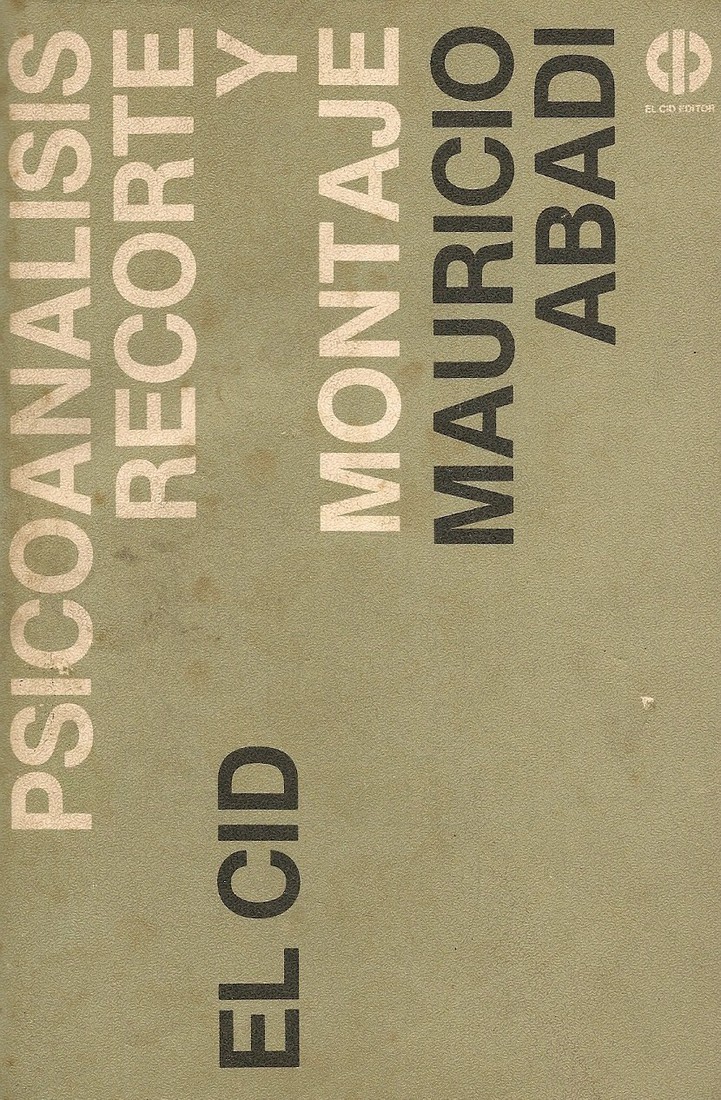 PSICOANALISIS
RECORTE
EL CID Y
MONTAJE
MAURICIO
ABADI
EL CID EDITOR